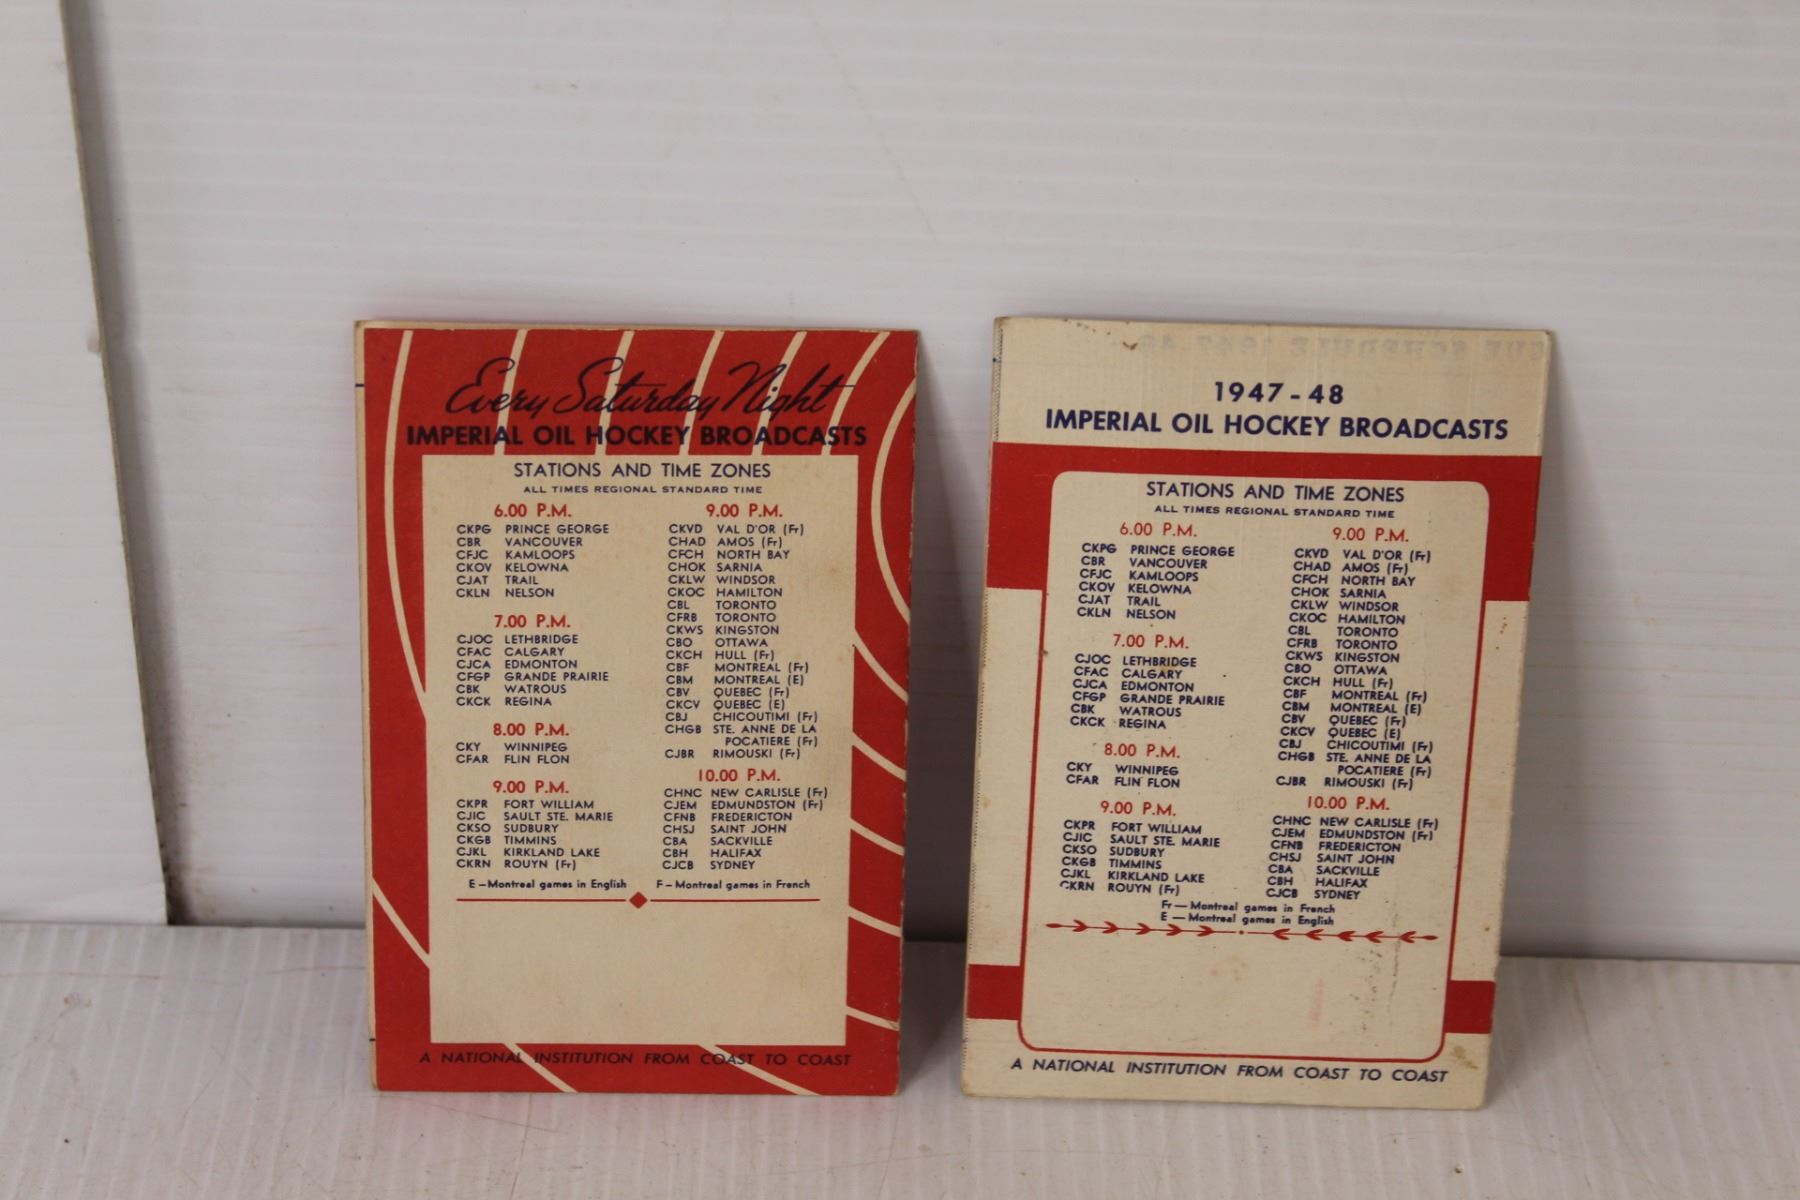 Every Saturday Night
IMPERIAL OIL HOCKEY BROADCASTS
STATIONS AND TIME ZONES
ALL TIMES REGIONAL STANDARD TIME
6.00 P.M.
CKPG PRINCE GEORGE
CBR VANCOUVER
CFJC KAMLOOPS
CKOV KELOWNA
CJAT TRAIL
CKLN NELSON
7.00 P.M.
CJOC LETHBRIDGE
CFAC CALGARY
CJCA EDMONTON
CFGP GRANDE PRAIRIE
CBK WATROUS
CKCK REGINA
8.00 P.M.
CKY WINNIPEG
CFAR FLIN FLON
9.00 P.M.
CKPR FORT WILLIAM
CJIC SAULT STE. MARIE
CKSO SUDBURY
CKGB TIMMINS
CJKL KIRKLAND LAKE
CKRN ROUYN (Fr)
9.00 P.M.
CKVD VAL D'OR (Fr)
CHAD AMOS (Fr)
CFCH NORTH BAY
CHOK SARNIA
CKLW WINDSOR
CKOC HAMILTON
CBL TORONTO
CFRB TORONTO
CKWS KINGSTON
CBO OTTAWA
CKCH HULL (Fr)
CBF MONTREAL (Fr)
CBM MONTREAL (E)
CBV QUEBEC (Fr)
CKCV QUEBEC (E)
CBJ CHICOUTIMI (Fr)
CHGB STE. ANNE DE LA
POCATIERE (Fr)
CJBR RIMOUSKI (Fr)
10.00 P.M.
CHNC NEW CARLISLE (Fr)
CJEM EDMUNDSTON (Fr)
CFNB FREDERICTON
CHSJ SAINT JOHN
CBA SACKVILLE
CBH HALIFAX
CJCB SYDNEY
E – Montreal games in English F – Montreal games in French
A NATIONAL INSTITUTION FROM COAST TO COAST
1947 - 48
IMPERIAL OIL HOCKEY BROADCASTS
STATIONS AND TIME ZONES
ALL TIMES REGIONAL STANDARD TIME
6.00 P.M.
CKPG PRINCE GEORGE
CBR VANCOUVER
CFJC KAMLOOPS
CKOV KELOWNA
CJAT TRAIL
CKLN NELSON
7.00 P.M.
CJOC LETHBRIDGE
CFAC CALGARY
CJCA EDMONTON
CFGP GRANDE PRAIRIE
CBK WATROUS
CKCK REGINA
8.00 P.M.
CKY WINNIPEG
CFAR FLIN FLON
9.00 P.M.
CKPR FORT WILLIAM
CJIC SAULT STE. MARIE
CKSO SUDBURY
CKGB TIMMINS
CJKL KIRKLAND LAKE
CKRN ROUYN (Fr)
9.00 P.M.
CKVD VAL D'OR (Fr)
CHAD AMOS (Fr)
CFCH NORTH BAY
CHOK SARNIA
CKLW WINDSOR
CKOC HAMILTON
CBL TORONTO
CFRB TORONTO
CKWS KINGSTON
CBO OTTAWA
CKCH HULL (Fr)
CBF MONTREAL (Fr)
CBM MONTREAL (E)
CBV QUEBEC (Fr)
CKCV QUEBEC (E)
CBJ CHICOUTIMI (Fr)
CHGB STE. ANNE DE LA
POCATIERE (Fr)
CJBR RIMOUSKI (Fr)
10.00 P.M.
CHNC NEW CARLISLE (Fr)
CJEM EDMUNDSTON (Fr)
CFNB FREDERICTON
CHSJ SAINT JOHN
CBA SACKVILLE
CBH HALIFAX
CJCB SYDNEY
Fr — Montreal games in French
E — Montreal games in English
A NATIONAL INSTITUTION FROM COAST TO COAST